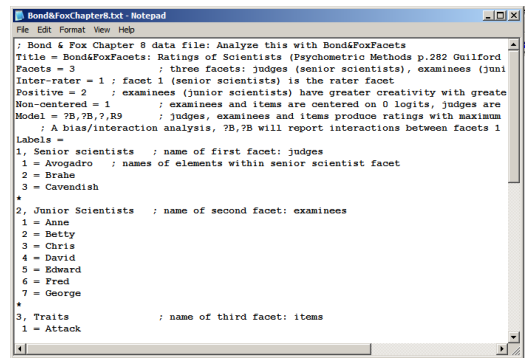 Bond&FoxChapter8.txt - Notepad
File Edit Format View Help
; Bond & Fox Chapter 8 data file: Analyze this with Bond&FoxFacets
Title = Bond&FoxFacets: Ratings of Scientists (Psychometric Methods p.282 Guilford
Facets = 3 ; three facets: judges (senior scientists), examinees (juni
Inter-rater = 1 ; facet 1 (senior scientists) is the rater facet
Positive = 2 ; examinees (junior scientists) have greater creativity with greate
Non-centered = 1 ; examinees and items are centered on 0 logits, judges are
Model = ?B,?B,?,R9 ; judges, examinees and items produce ratings with maximum
; A bias/interaction analysis, ?B,?B will report interactions between facets 1
Labels =
1, Senior scientists ; name of first facet: judges
1 = Avogadro ; names of elements within senior scientist facet
2 = Brahe
3 = Cavendish
*
2, Junior Scientists ; name of second facet: examinees
1 = Anne
2 = Betty
3 = Chris
4 = David
5 = Edward
6 = Fred
7 = George
*
3, Traits ; name of third facet: items
1 = Attack